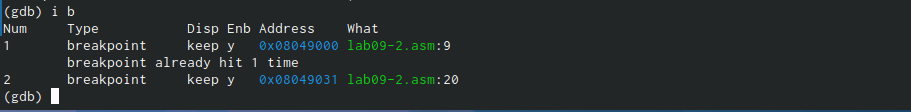 (gdb) i b
Num     Type           Disp Enb Address    What
1       breakpoint     keep y   0x08049000 lab09-2.asm:9
        breakpoint already hit 1 time
2       breakpoint     keep y   0x08049031 lab09-2.asm:20
(gdb)